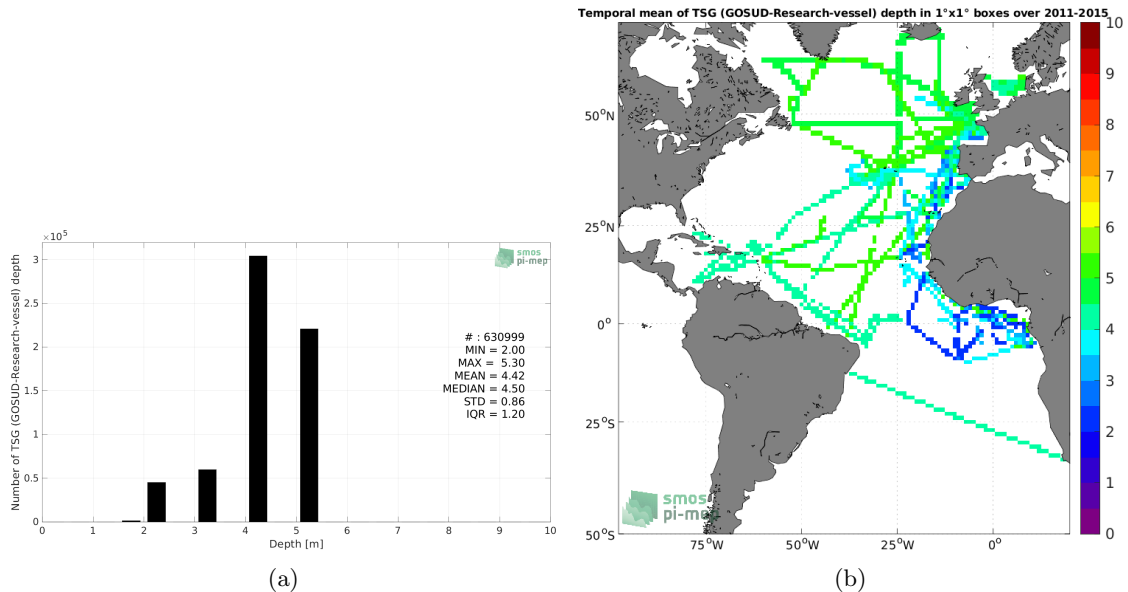 Temporal mean of TSG (GOSUD-Research-vessel) depth in 1°x1° boxes over 2011-2015
×10⁵
Number of TSG (GOSUD-Research-vessel) depth
3
2.5
2
1.5
1
0.5
0
0 1 2 3 4 5 6 7 8 9 10
Depth [m]
smos
pi-mep
# : 630999
MIN = 2.00
MAX = 5.30
MEAN = 4.42
MEDIAN = 4.50
STD = 0.86
IQR = 1.20
(a)
50°N
25°N
0°
25°S
50°S
75°W 50°W 25°W 0°
smos
pi-mep
10
9
8
7
6
5
4
3
2
1
0
(b)